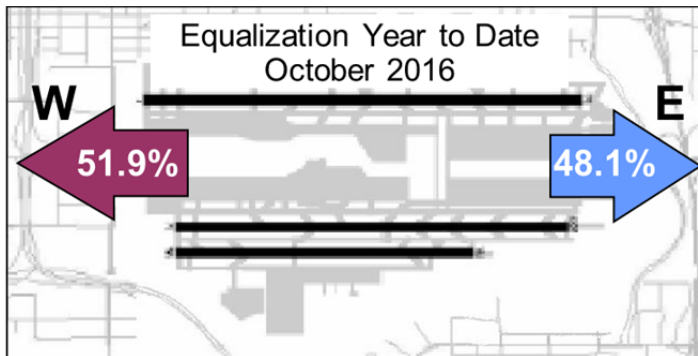 Equalization Year to Date
October 2016
W
E
51.9%
48.1%